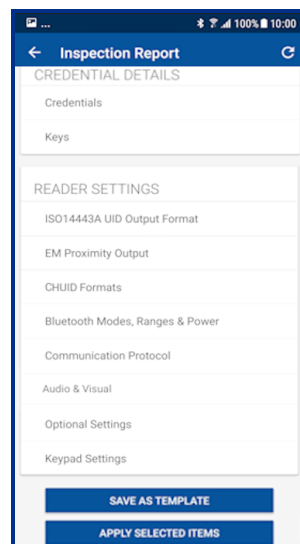 ... 100% 10:00
Inspection Report
CREDENTIAL DETAILS
Credentials
Keys
READER SETTINGS
ISO14443A UID Output Format
EM Proximity Output
CHUID Formats
Bluetooth Modes, Ranges & Power
Communication Protocol
Audio & Visual
Optional Settings
Keypad Settings
SAVE AS TEMPLATE
APPLY SELECTED ITEMS